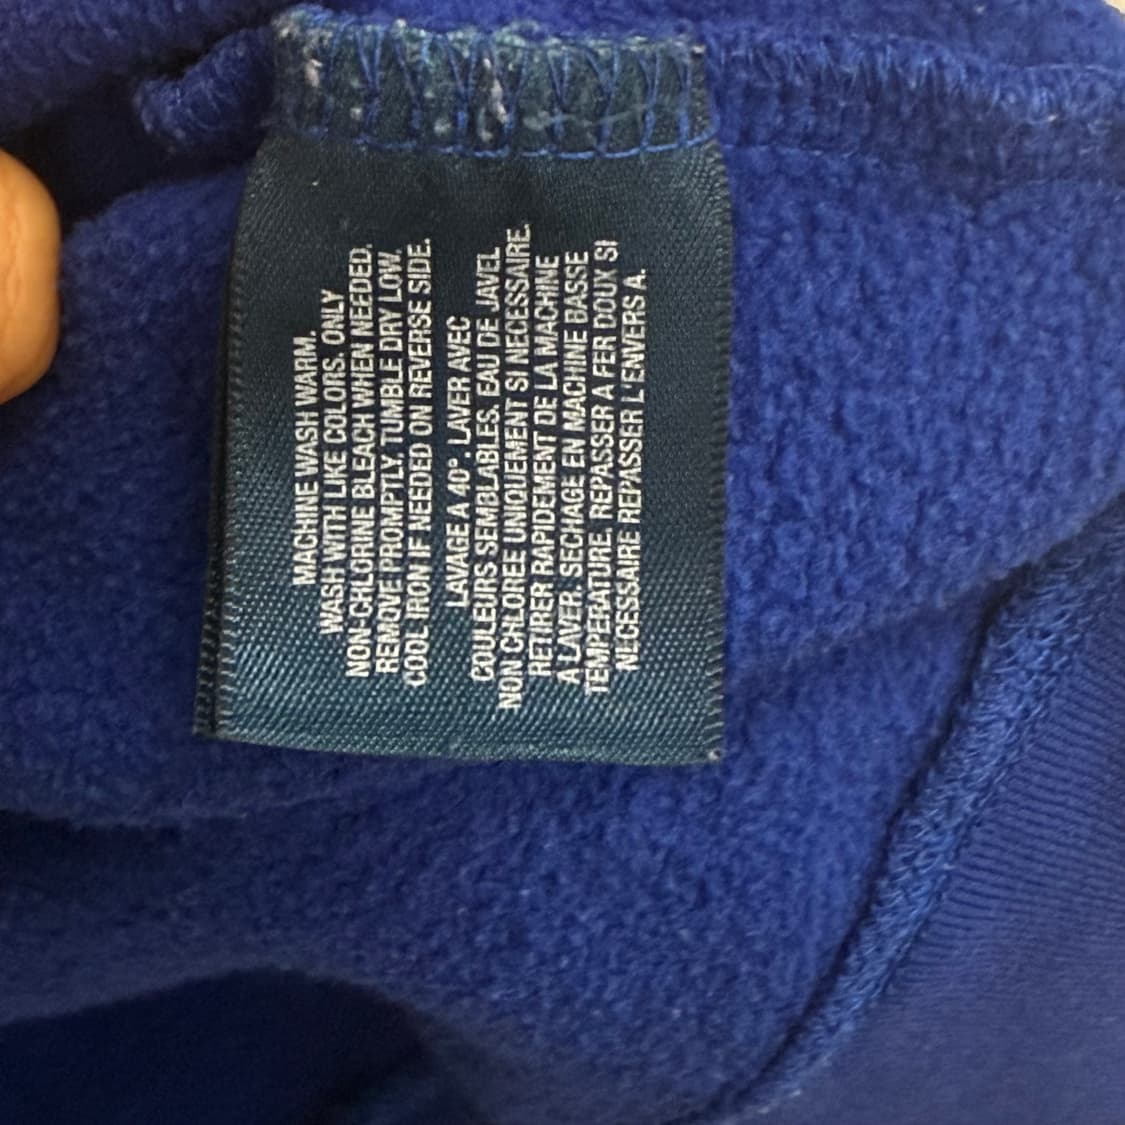 MACHINE WASH WARM.
WASH WITH LIKE COLORS. ONLY
NON-CHLORINE BLEACH WHEN NEEDED.
REMOVE PROMPTLY. TUMBLE DRY LOW.
COOL IRON IF NEEDED ON REVERSE SIDE.
LAVAGE A 40°. LAVER AVEC
COULEURS SEMBLABLES. EAU DE JAVEL
NON CHLOREE UNIQUEMENT SI NECESSAIRE.
RETIRER RAPIDEMENT DE LA MACHINE
A LAVER. SECHAGE EN MACHINE BASSE
TEMPERATURE. REPASSER A FER DOUX SI
NECESSAIRE REPASSER L'ENVERS A.